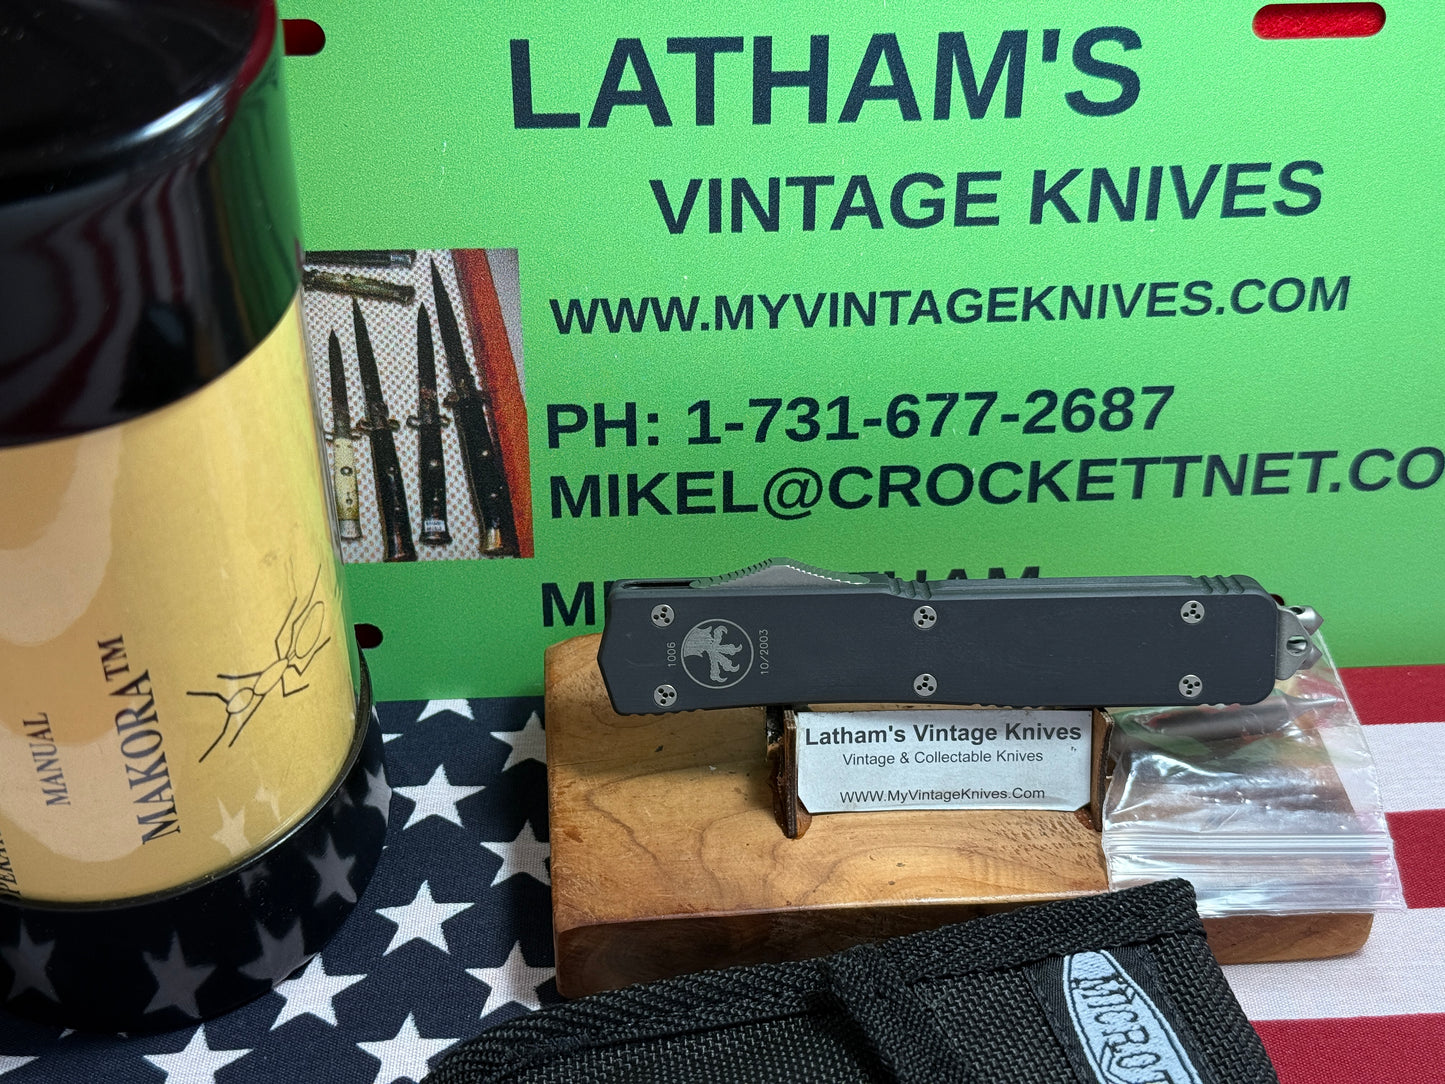 LATHAM'S
VINTAGE KNIVES
WWW.MYVINTAGEKNIVES.COM
PH: 1-731-677-2687
MIKEL@CROCKETTNET.CO
MANUAL
MAKORA™
1006
10/2003
Latham's Vintage Knives
Vintage & Collectable Knives
WWW.MyVintageKnives.Com
MICROT